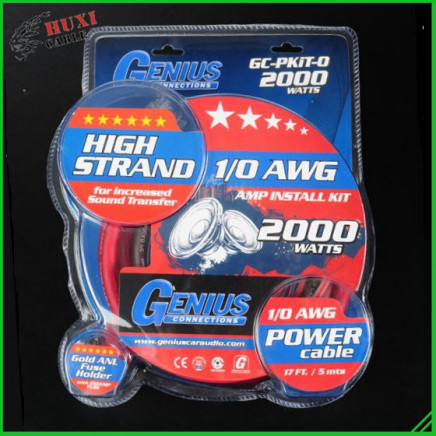 HUXI
CABLE
GENIUS
CONNECTIONS
GC-PKiT-0
2000
WATTS
HIGH
STRAND
for increased
Sound Transfer
1/0 AWG
AMP INSTALL KIT
2000
WATTS
GENIUS
CONNECTIONS
www.geniuscaraudio.com
1/0 AWG
POWER
cable
17 FT. / 5 mts
Gold ANL
Fuse
Holder